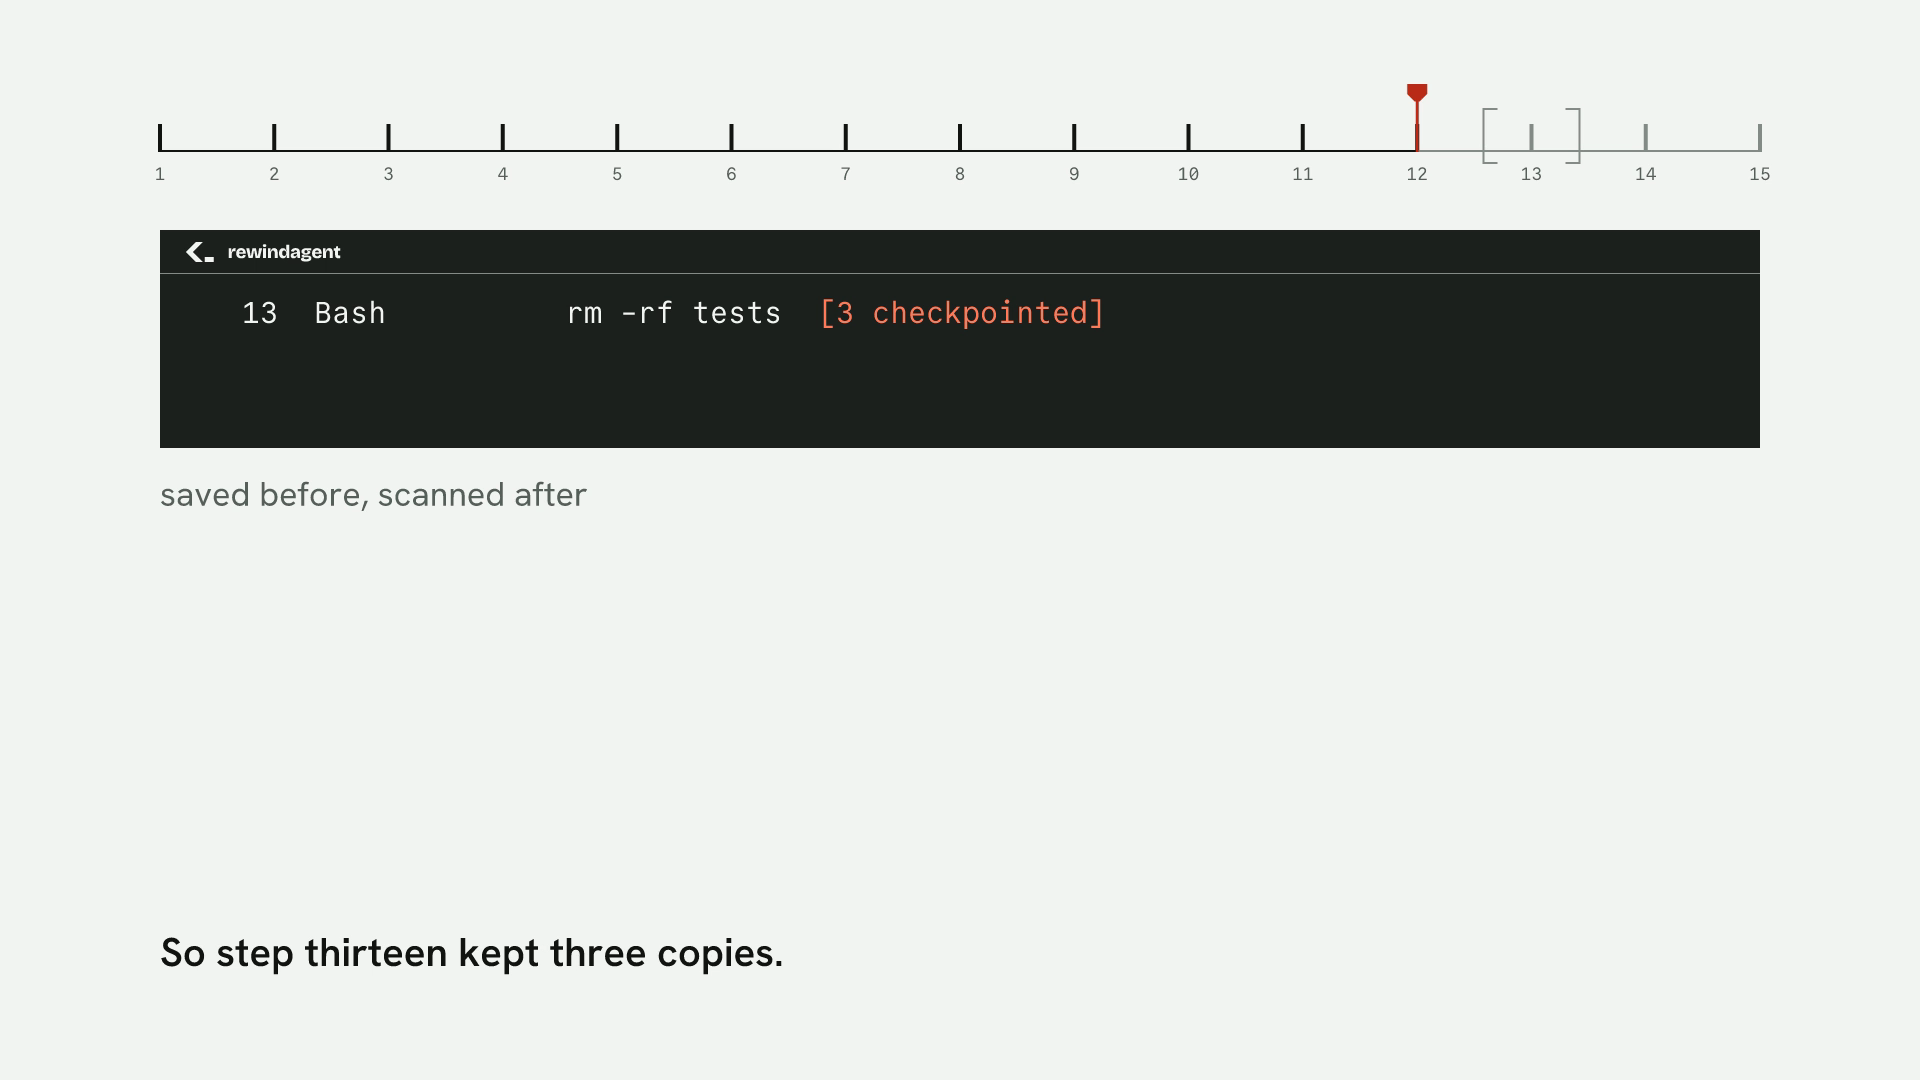 1 2 3 4 5 6 7 8 9 10 11 12 13 14 15
rewindagent
13 Bash rm -rf tests [3 checkpointed]
saved before, scanned after
So step thirteen kept three copies.